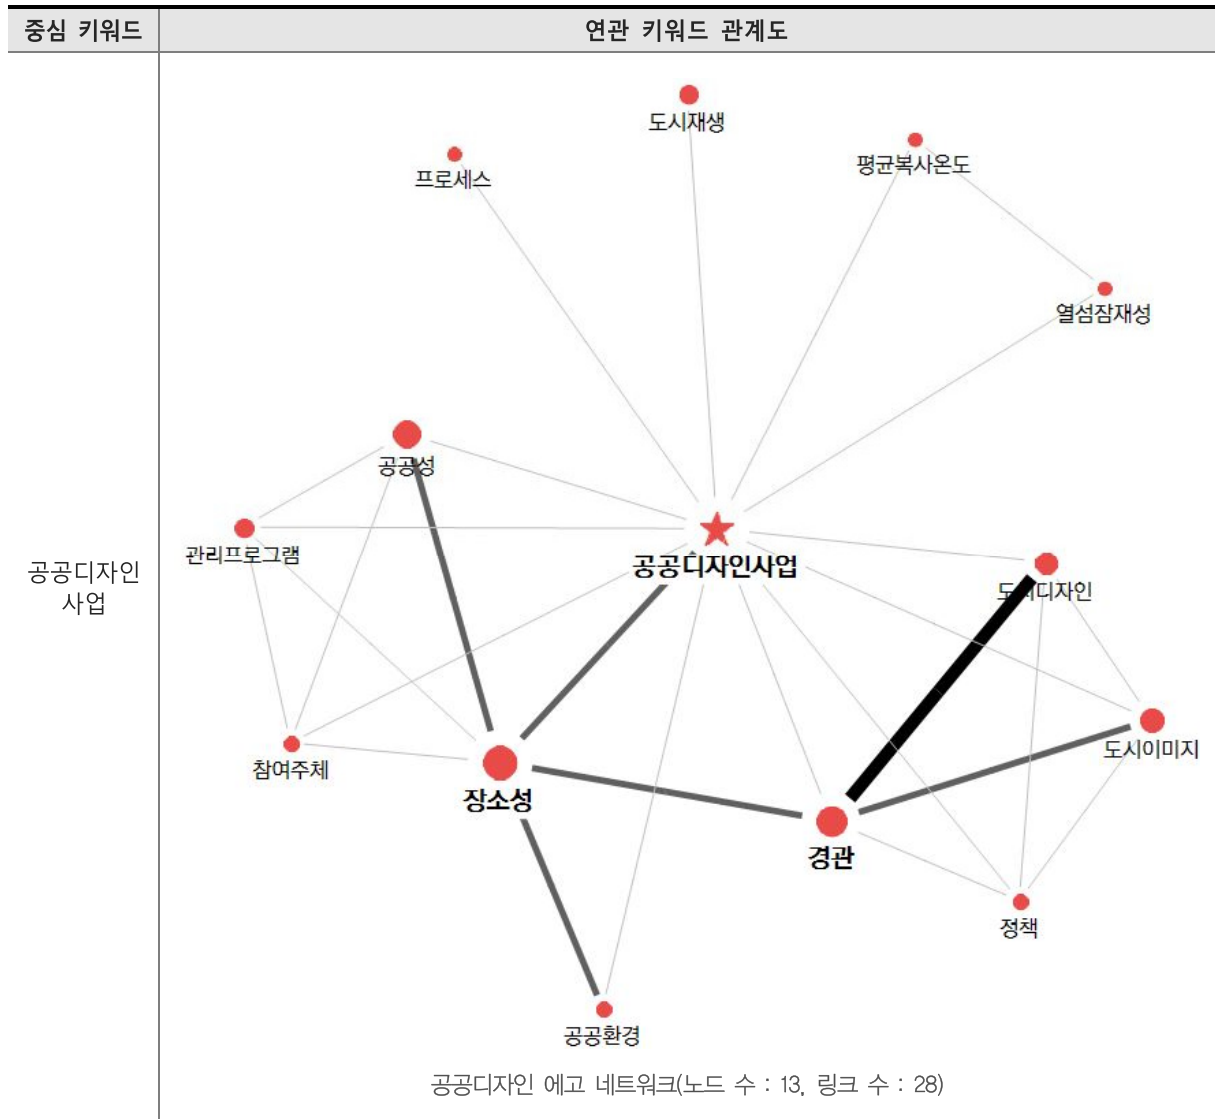 중심 키워드
연관 키워드 관계도
도시재생
평균복사온도
프로세스
열섬잠재성
공공성
관리프로그램
공공디자인사업
공공디자인
사업
도시디자인
도시이미지
참여주체
장소성
경관
정책
공공환경
공공디자인 에고 네트워크(노드 수 : 13, 링크 수 : 28)